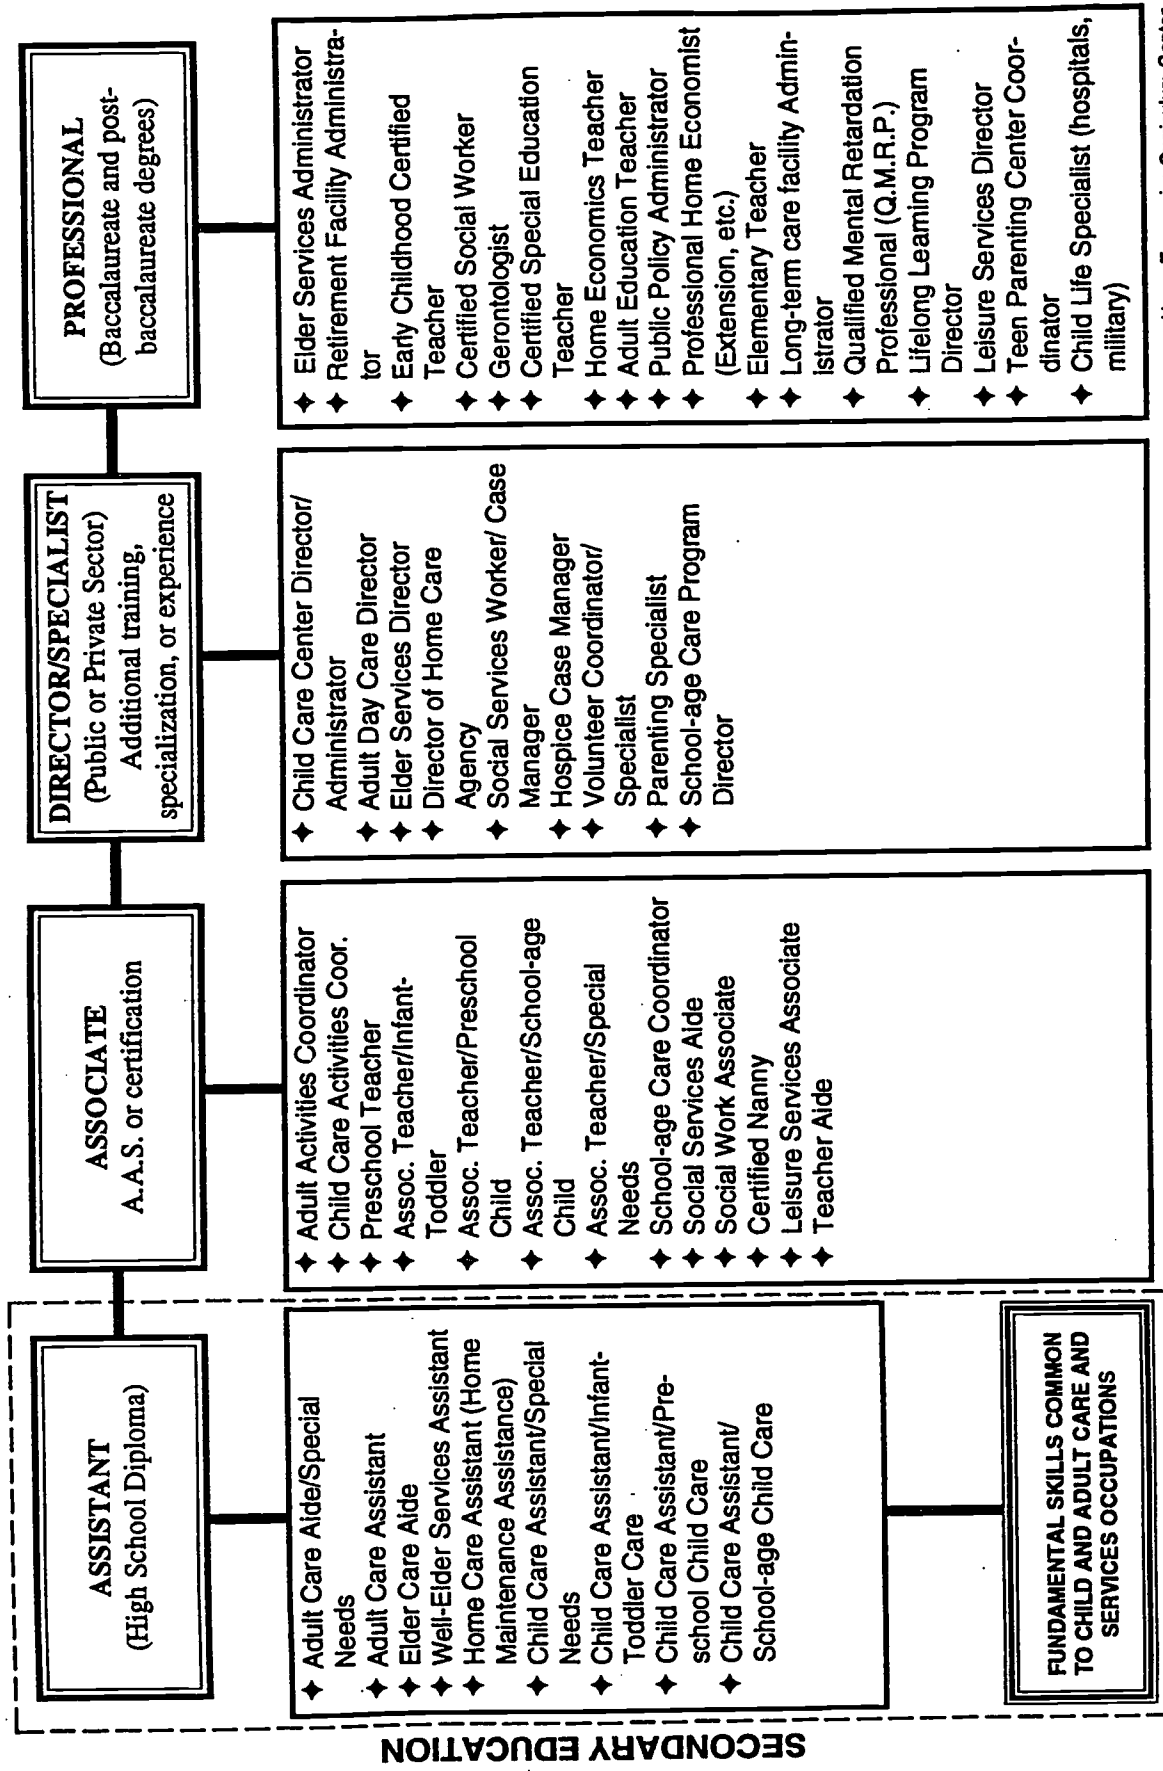 SECONDARY EDUCATION
ASSISTANT
(High School Diploma)
✦ Adult Care Aide/Special
Needs
✦ Adult Care Assistant
✦ Elder Care Aide
✦ Well-Elder Services Assistant
✦ Home Care Assistant (Home
Maintenance Assistance)
✦ Child Care Assistant/Special
Needs
✦ Child Care Assistant/Infant-
Toddler Care
✦ Child Care Assistant/Pre-
school Child Care
✦ Child Care Assistant/
School-age Child Care
FUNDAMENTAL SKILLS COMMON
TO CHILD AND ADULT CARE AND
SERVICES OCCUPATIONS
ASSOCIATE
A.A.S. or certification
✦ Adult Activities Coordinator
✦ Child Care Activities Coor.
✦ Preschool Teacher
✦ Assoc. Teacher/Infant-
Toddler
✦ Assoc. Teacher/Preschool
Child
✦ Assoc. Teacher/School-age
Child
✦ Assoc. Teacher/Special
Needs
✦ School-age Care Coordinator
✦ Social Services Aide
✦ Social Work Associate
✦ Certified Nanny
✦ Leisure Services Associate
✦ Teacher Aide
DIRECTOR/SPECIALIST
(Public or Private Sector)
Additional training,
specialization, or experience
✦ Child Care Center Director/
Administrator
✦ Adult Day Care Director
✦ Elder Services Director
✦ Director of Home Care
Agency
✦ Social Services Worker/ Case
Manager
✦ Hospice Case Manager
✦ Volunteer Coordinator/
Specialist
✦ Parenting Specialist
✦ School-age Care Program
Director
PROFESSIONAL
(Baccalaureate and post-
baccalaureate degrees)
✦ Elder Services Administrator
✦ Retirement Facility Administra-
tor
✦ Early Childhood Certified
Teacher
✦ Certified Social Worker
✦ Gerontologist
✦ Certified Special Education
Teacher
✦ Home Economics Teacher
✦ Adult Education Teacher
✦ Public Policy Administrator
✦ Professional Home Economist
(Extension, etc.)
✦ Elementary Teacher
✦ Long-term care facility Admin-
istrator
✦ Qualified Mental Retardation
Professional (Q.M.R.P.)
✦ Lifelong Learning Program
Director
✦ Leisure Services Director
✦ Teen Parenting Center Coor-
dinator
✦ Child Life Specialist (hospitals,
military)